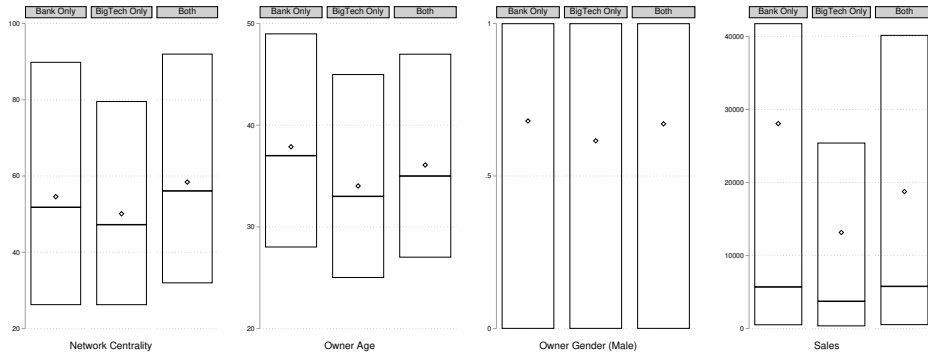 Bank Only BigTech Only Both
100
80
60
40
20
Network Centrality
Bank Only BigTech Only Both
50
40
30
20
Owner Age
Bank Only BigTech Only Both
1
.5
0
Owner Gender (Male)
Bank Only BigTech Only Both
40000
30000
20000
10000
0
Sales